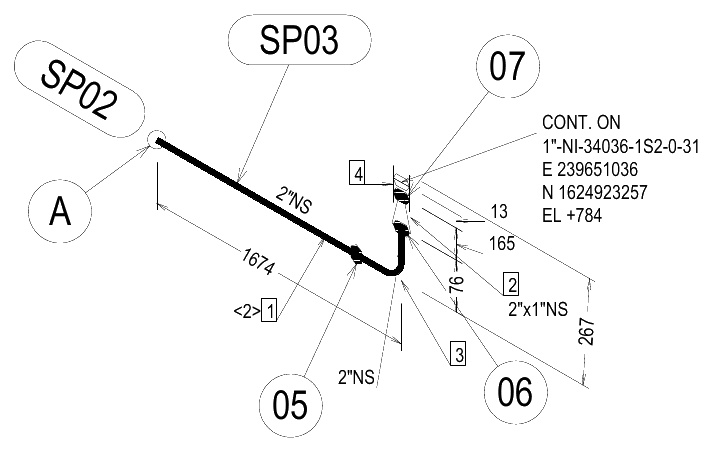 SP03
SP02
07
CONT. ON
1"-NI-34036-1S2-0-31
E 239651036
N 1624923257
EL +784
4
A
2"NS
13
165
1674
2
76
2"x1"NS
<2>1
267
3
2"NS
05
06